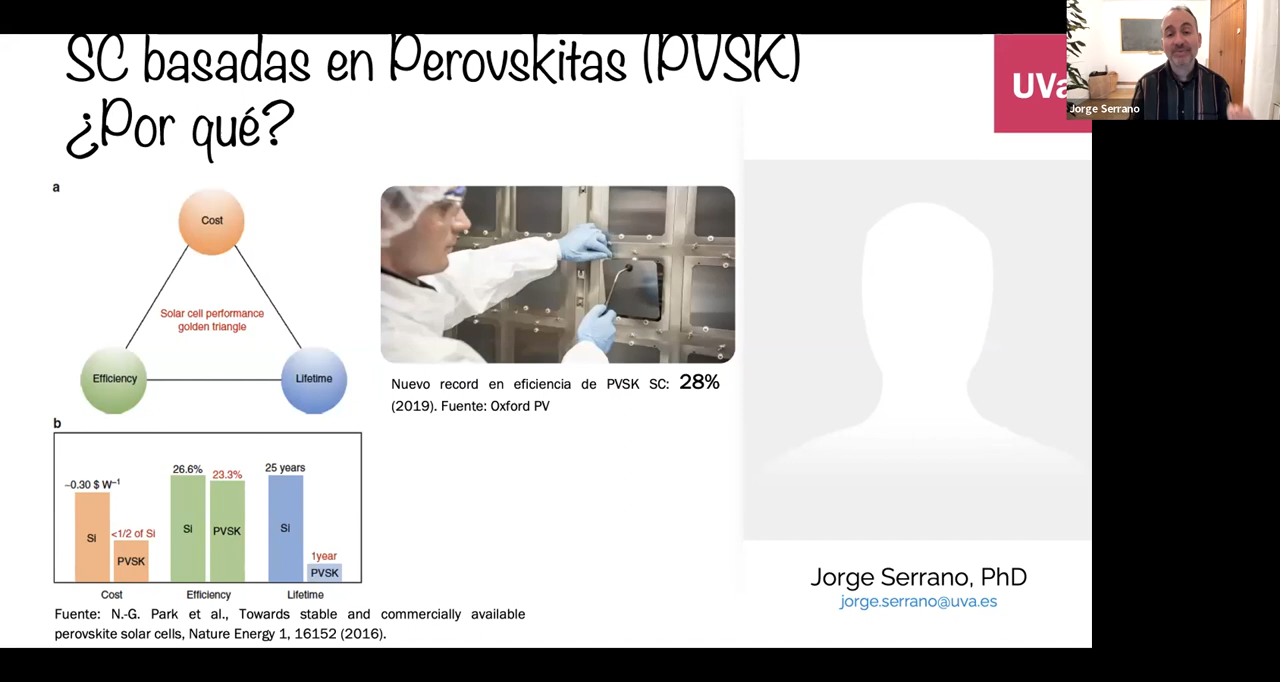 SC basadas en Perovskitas (PVSK)
¿Por qué?
UVa
Jorge Serrano
a
Cost
Solar cell performance
golden triangle
Efficiency
Lifetime
Nuevo record en eficiencia de PVSK SC: 28%
(2019). Fuente: Oxford PV
b
~0.30 $ W⁻¹
Si
<1/2 of Si
PVSK
Cost
26.6%
23.3%
Si
PVSK
Efficiency
25 years
Si
1year
PVSK
Lifetime
Fuente: N.-G. Park et al., Towards stable and commercially available
perovskite solar cells, Nature Energy 1, 16152 (2016).
Jorge Serrano, PhD
jorge.serrano@uva.es